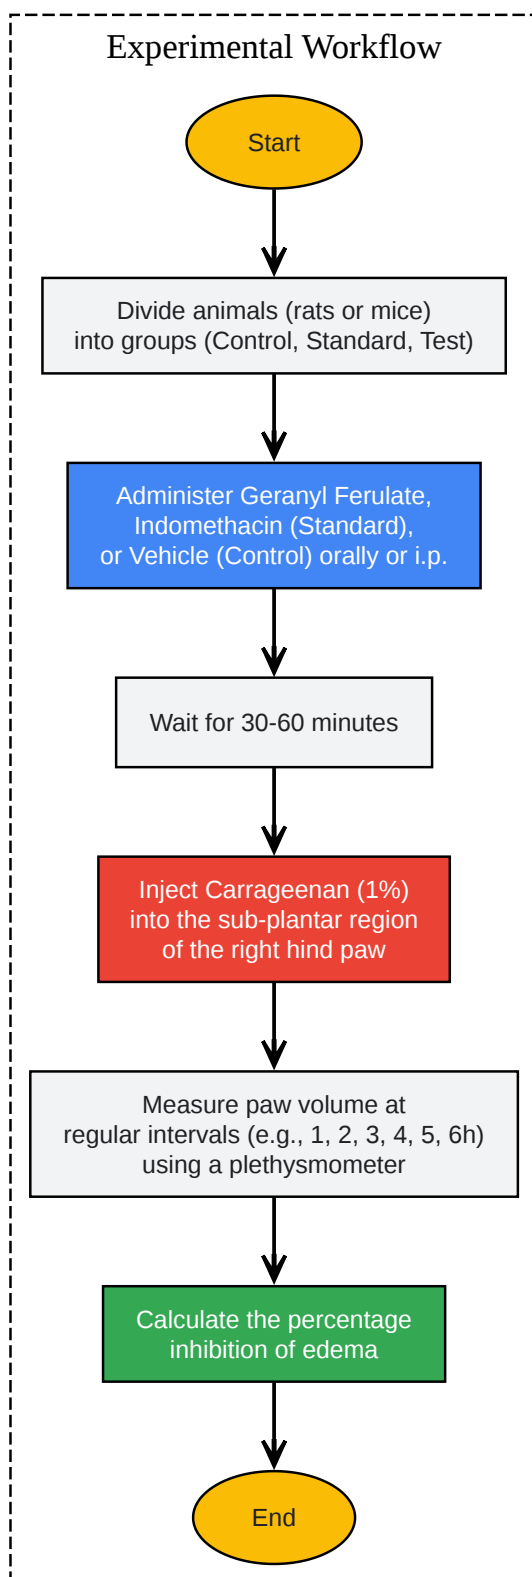 Experimental Workflow
Start
Divide animals (rats or mice)
into groups (Control, Standard, Test)
Administer Geranyl Ferulate,
Indomethacin (Standard),
or Vehicle (Control) orally or i.p.
Wait for 30-60 minutes
Inject Carrageenan (1%)
into the sub-plantar region
of the right hind paw
Measure paw volume at
regular intervals (e.g., 1, 2, 3, 4, 5, 6h)
using a plethysmometer
Calculate the percentage
inhibition of edema
End